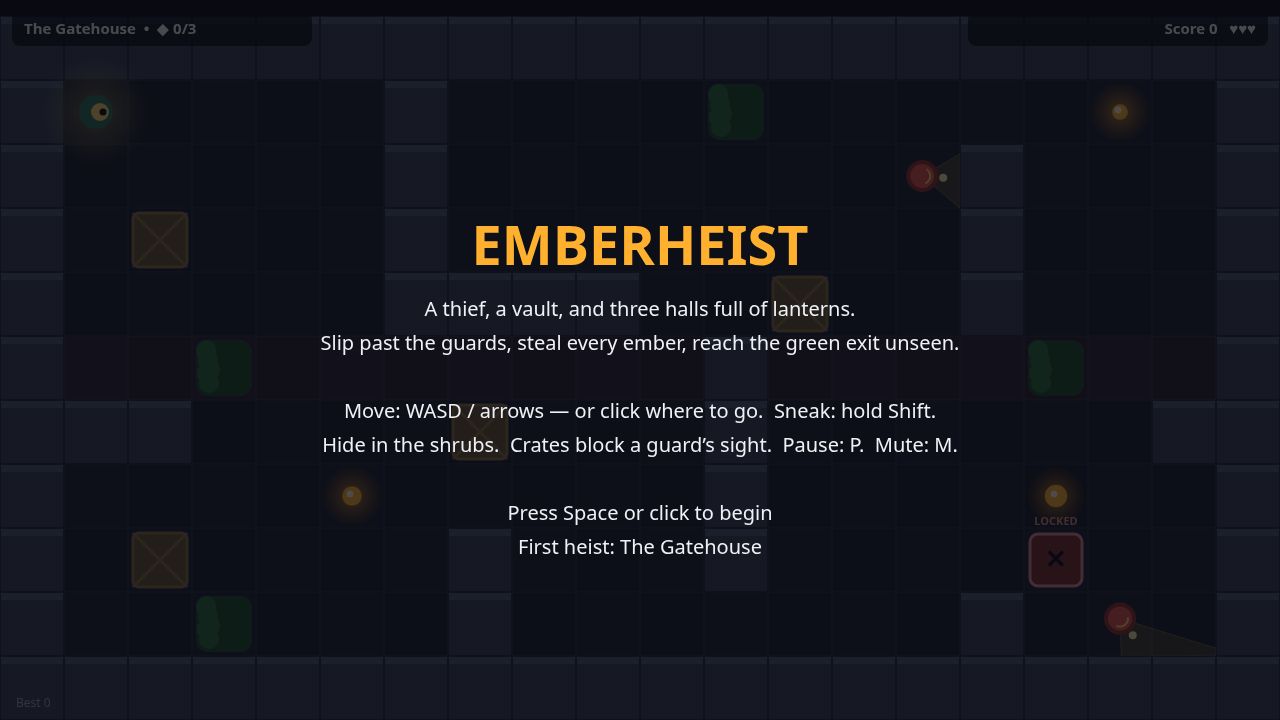 The Gatehouse • ◆ 0/3
Score 0 ♥♥♥
EMBERHEIST
A thief, a vault, and three halls full of lanterns.
Slip past the guards, steal every ember, reach the green exit unseen.
Move: WASD / arrows — or click where to go. Sneak: hold Shift.
Hide in the shrubs. Crates block a guard’s sight. Pause: P. Mute: M.
Press Space or click to begin
First heist: The Gatehouse
LOCKED
Best 0